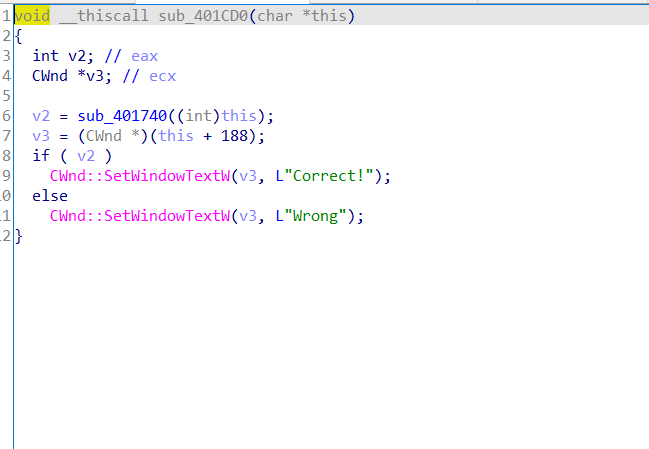 1 void __thiscall sub_401CD0(char *this)
2 {
3   int v2; // eax
4   CWnd *v3; // ecx
5
6   v2 = sub_401740((int)this);
7   v3 = (CWnd *)(this + 188);
8   if ( v2 )
9     CWnd::SetWindowTextW(v3, L"Correct!");
.0   else
.1     CWnd::SetWindowTextW(v3, L"Wrong");
.2 }